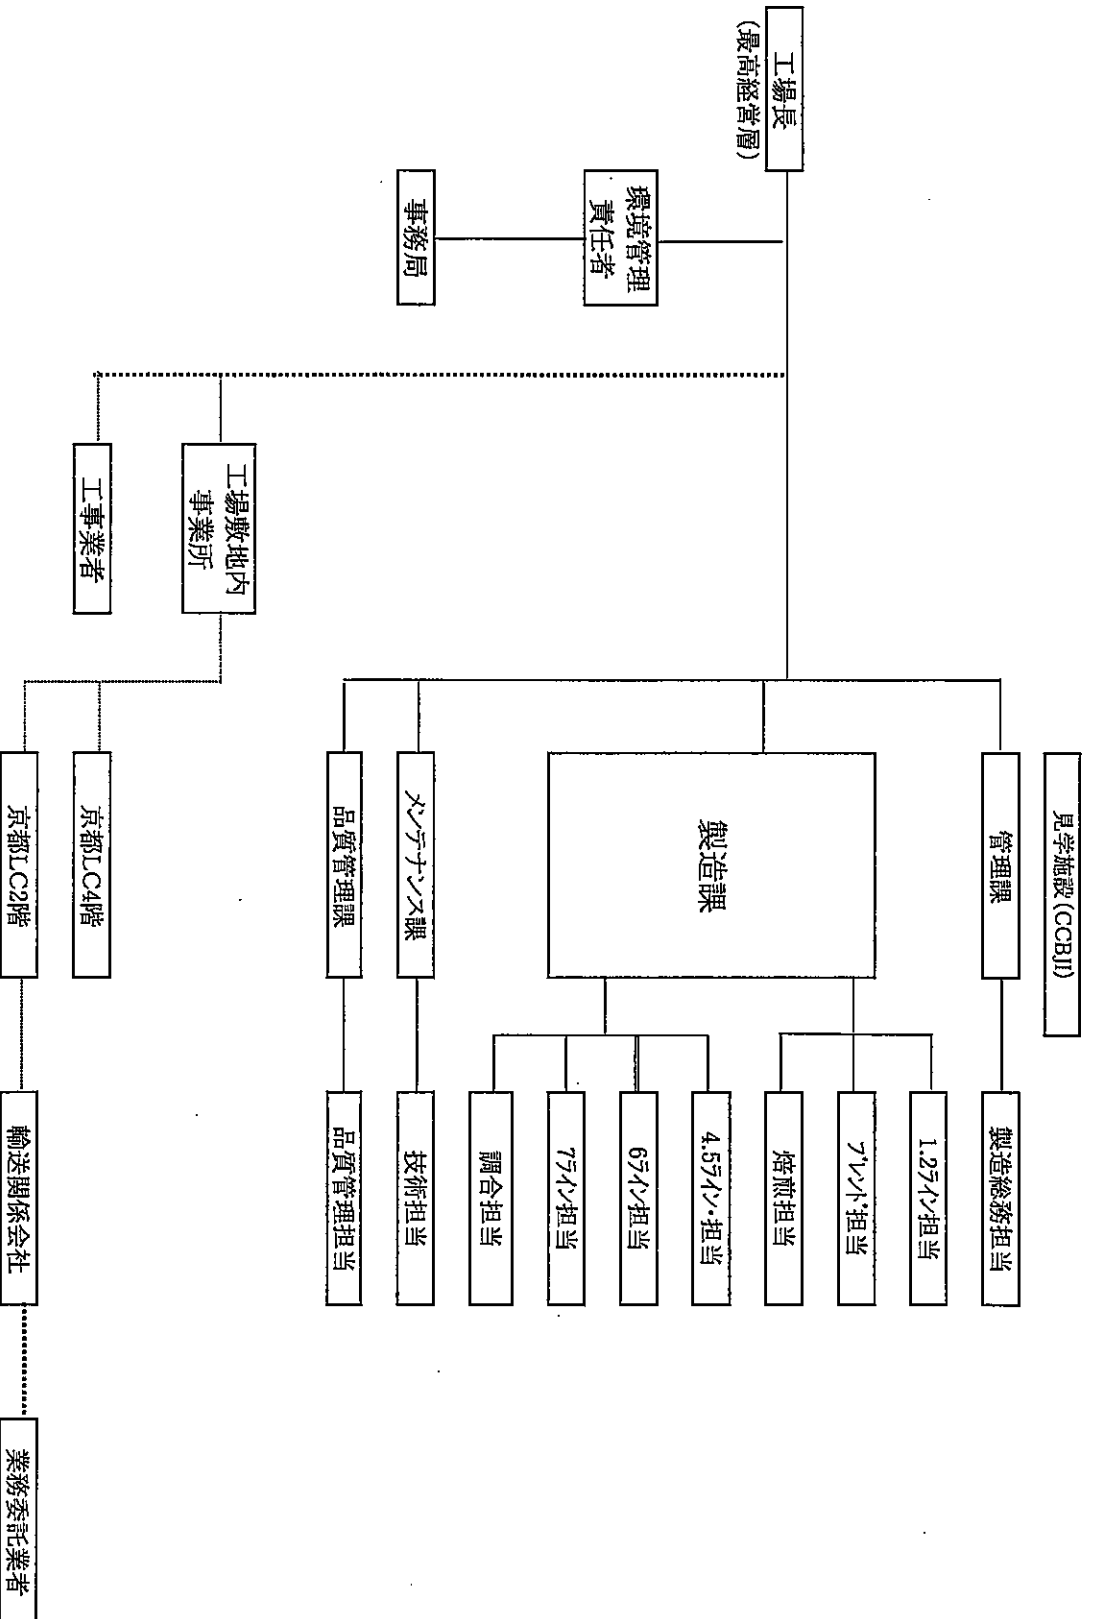 工場長
(最高経営層)
環境管理
責任者
事務局
工場敷地内
事業所
工事業者
見学施設(CCBJI)
管理課
製造課
メンテナンス課
品質管理課
京都LC4階
京都LC2階
製造総務担当
1.2ライン担当
ブレンド担当
焙煎担当
4.5ライン・担当
6ライン担当
7ライン担当
調合担当
技術担当
品質管理担当
輸送関係会社
業務委託業者